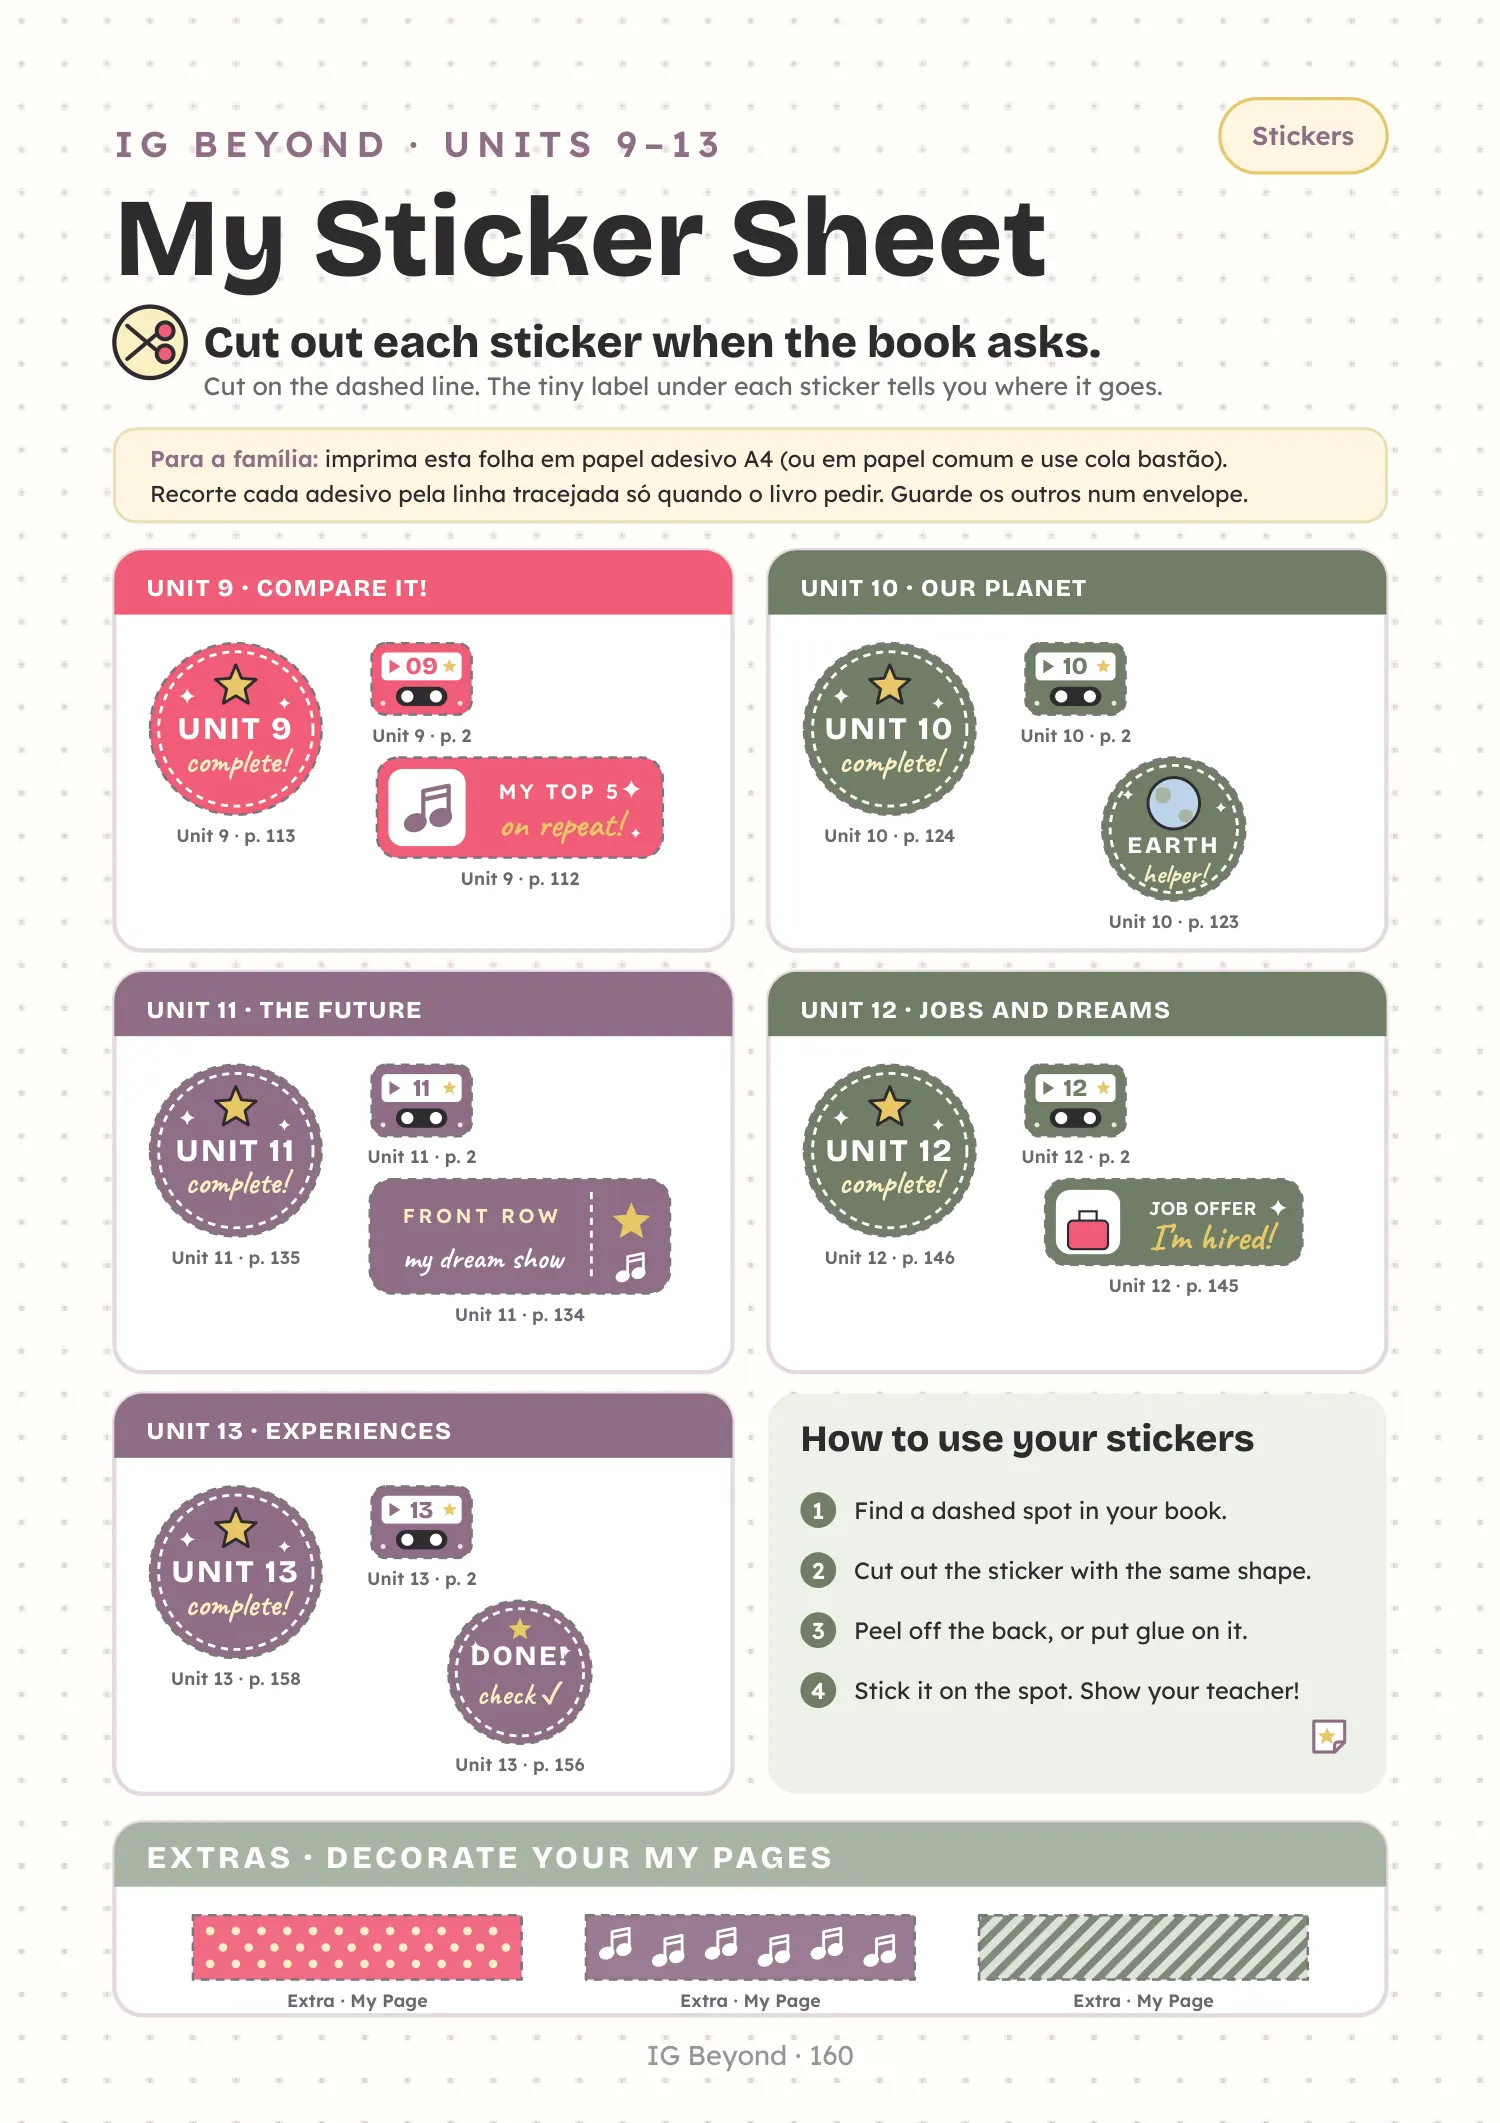 IG BEYOND · UNITS 9–13
Stickers
My Sticker Sheet
Cut out each sticker when the book asks.
Cut on the dashed line. The tiny label under each sticker tells you where it goes.
Para a família: imprima esta folha em papel adesivo A4 (ou em papel comum e use cola bastão).
Recorte cada adesivo pela linha tracejada só quando o livro pedir. Guarde os outros num envelope.
UNIT 9 · COMPARE IT!
UNIT 9
complete!
Unit 9 · p. 113
09
Unit 9 · p. 2
MY TOP 5
on repeat!
Unit 9 · p. 112
UNIT 10 · OUR PLANET
UNIT 10
complete!
Unit 10 · p. 124
10
Unit 10 · p. 2
EARTH
helper!
Unit 10 · p. 123
UNIT 11 · THE FUTURE
UNIT 11
complete!
Unit 11 · p. 135
11
Unit 11 · p. 2
FRONT ROW
my dream show
Unit 11 · p. 134
UNIT 12 · JOBS AND DREAMS
UNIT 12
complete!
Unit 12 · p. 146
12
Unit 12 · p. 2
JOB OFFER
I'm hired!
Unit 12 · p. 145
UNIT 13 · EXPERIENCES
UNIT 13
complete!
Unit 13 · p. 158
13
Unit 13 · p. 2
DONE!
check ✓
Unit 13 · p. 156
How to use your stickers
1 Find a dashed spot in your book.
2 Cut out the sticker with the same shape.
3 Peel off the back, or put glue on it.
4 Stick it on the spot. Show your teacher!
EXTRAS · DECORATE YOUR MY PAGES
Extra · My Page
Extra · My Page
Extra · My Page
IG Beyond · 160